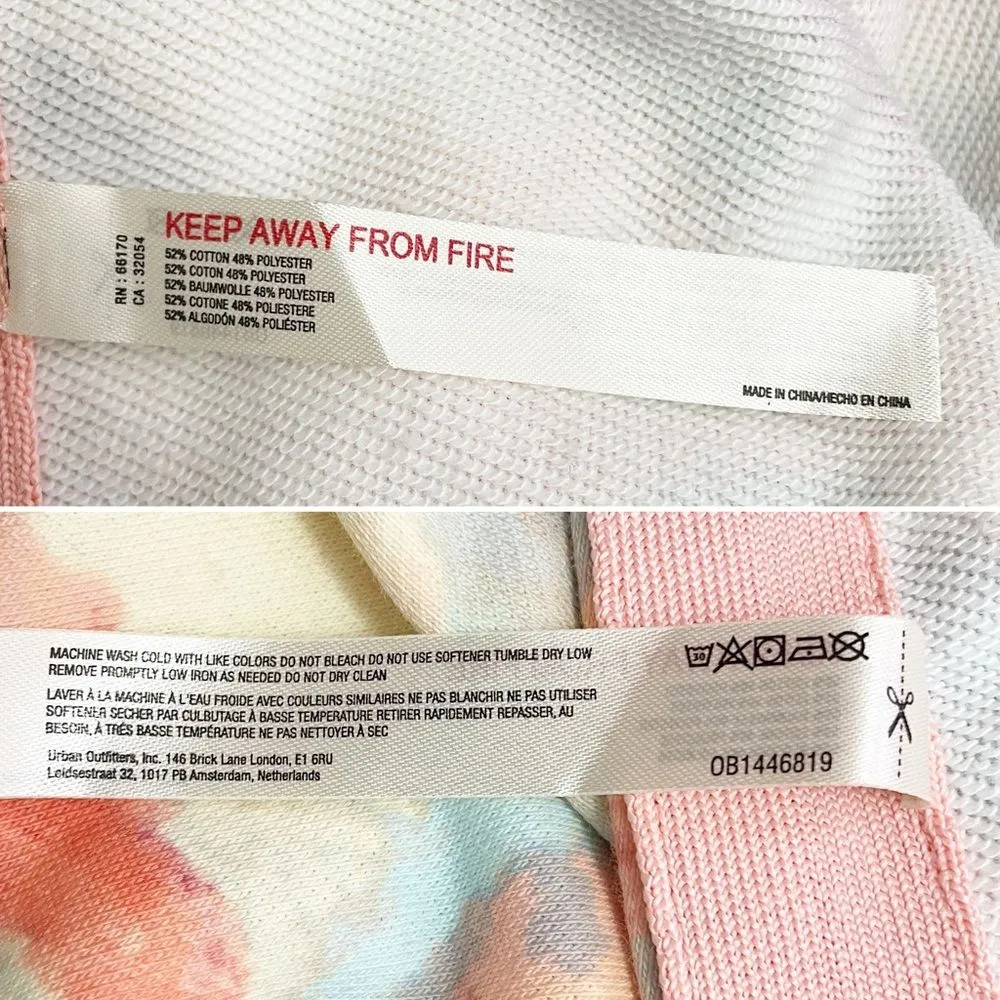 KEEP AWAY FROM FIRE
RN : 66170
CA : 32054
52% COTTON 48% POLYESTER
52% COTON 48% POLYESTER
52% BAUMWOLLE 48% POLYESTER
52% COTONE 48% POLIESTERE
52% ALGODÓN 48% POLIÉSTER
MADE IN CHINA/HECHO EN CHINA
MACHINE WASH COLD WITH LIKE COLORS DO NOT BLEACH DO NOT USE SOFTENER TUMBLE DRY LOW
REMOVE PROMPTLY LOW IRON AS NEEDED DO NOT DRY CLEAN
LAVER À LA MACHINE À L'EAU FROIDE AVEC COULEURS SIMILAIRES NE PAS BLANCHIR NE PAS UTILISER
SOFTENER SECHER PAR CULBUTAGE À BASSE TEMPERATURE RETIRER RAPIDEMENT REPASSER, AU
BESOIN, À TRÈS BASSE TEMPÉRATURE NE PAS NETTOYER À SEC
Urban Outfitters, Inc. 146 Brick Lane London, E1 6RU
Leidsestraat 32, 1017 PB Amsterdam, Netherlands
30
OB1446819